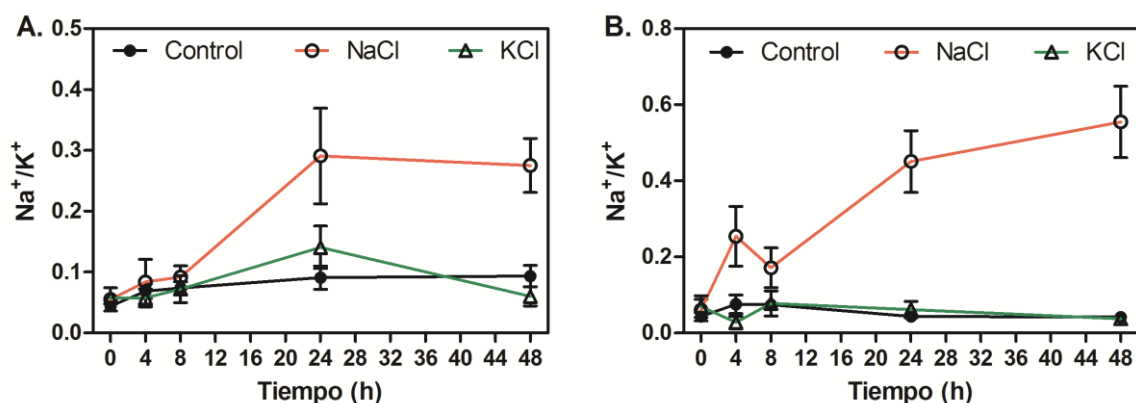 A.
Control NaCl KCl
Na⁺/K⁺
0.5
0.4
0.3
0.2
0.1
0.0
0 4 8 12 16 20 24 28 32 36 40 44 48
Tiempo (h)
B.
Control NaCl KCl
Na⁺/K⁺
0.8
0.6
0.4
0.2
0.0
0 4 8 12 16 20 24 28 32 36 40 44 48
Tiempo (h)